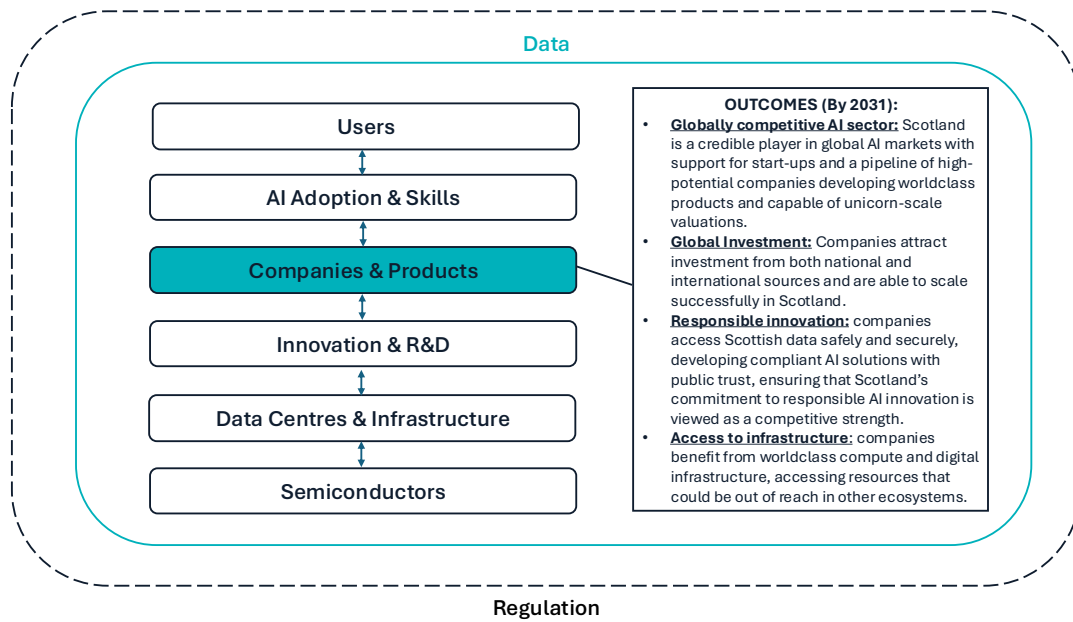 Data
Users
AI Adoption & Skills
Companies & Products
Innovation & R&D
Data Centres & Infrastructure
Semiconductors
OUTCOMES (By 2031):
• Globally competitive AI sector: Scotland
is a credible player in global AI markets with
support for start-ups and a pipeline of high-
potential companies developing worldclass
products and capable of unicorn-scale
valuations.
• Global Investment: Companies attract
investment from both national and
international sources and are able to scale
successfully in Scotland.
• Responsible innovation: companies
access Scottish data safely and securely,
developing compliant AI solutions with
public trust, ensuring that Scotland’s
commitment to responsible AI innovation is
viewed as a competitive strength.
• Access to infrastructure: companies
benefit from worldclass compute and digital
infrastructure, accessing resources that
could be out of reach in other ecosystems.
Regulation